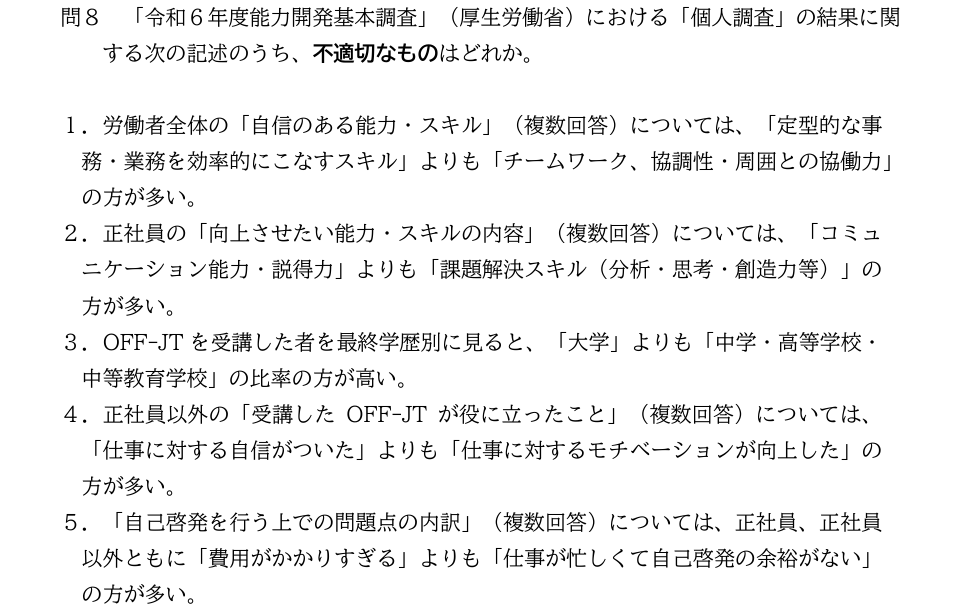 問８　「令和６年度能力開発基本調査」（厚生労働省）における「個人調査」の結果に関
する次の記述のうち、不適切なものはどれか。
１．労働者全体の「自信のある能力・スキル」（複数回答）については、「定型的な事
務・業務を効率的にこなすスキル」よりも「チームワーク、協調性・周囲との協働力」
の方が多い。
２．正社員の「向上させたい能力・スキルの内容」（複数回答）については、「コミュ
ニケーション能力・説得力」よりも「課題解決スキル（分析・思考・創造力等）」の
方が多い。
３．OFF-JT を受講した者を最終学歴別に見ると、「大学」よりも「中学・高等学校・
中等教育学校」の比率の方が高い。
４．正社員以外の「受講した OFF-JT が役に立ったこと」（複数回答）については、
「仕事に対する自信がついた」よりも「仕事に対するモチベーションが向上した」の
方が多い。
５．「自己啓発を行う上での問題点の内訳」（複数回答）については、正社員、正社員
以外ともに「費用がかかりすぎる」よりも「仕事が忙しくて自己啓発の余裕がない」
の方が多い。